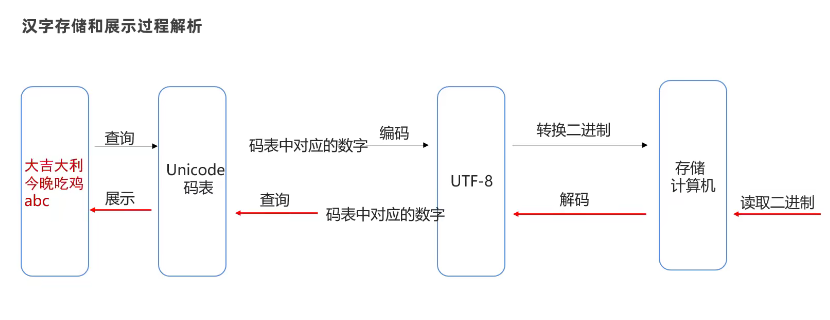 汉字存储和展示过程解析
查询
编码
转换二进制
码表中对应的数字
大吉大利
今晚吃鸡
abc
Unicode
码表
UTF-8
存储
计算机
展示
查询
码表中对应的数字
解码
读取二进制